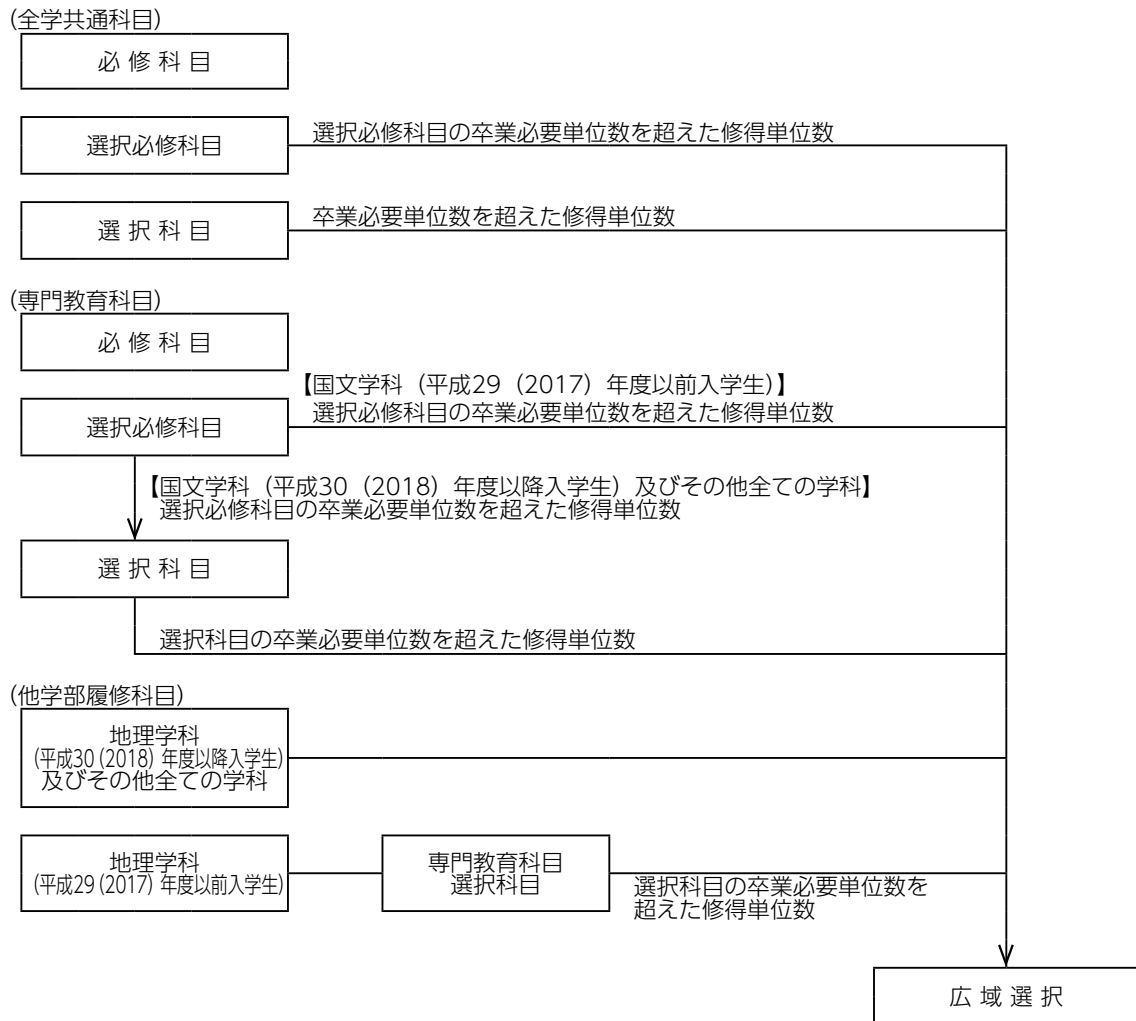 (全学共通科目)
必修科目
選択必修科目
選択必修科目の卒業必要単位数を超えた修得単位数
選択科目
卒業必要単位数を超えた修得単位数
(専門教育科目)
必修科目
【国文学科（平成29（2017）年度以前入学生）】
選択必修科目
選択必修科目の卒業必要単位数を超えた修得単位数
【国文学科（平成30（2018）年度以降入学生）及びその他全ての学科】
選択必修科目の卒業必要単位数を超えた修得単位数
選択科目
選択科目の卒業必要単位数を超えた修得単位数
(他学部履修科目)
地理学科
(平成30(2018)年度以降入学生)
及びその他全ての学科
地理学科
(平成29(2017)年度以前入学生)
専門教育科目
選択科目
選択科目の卒業必要単位数を
超えた修得単位数
広域選択